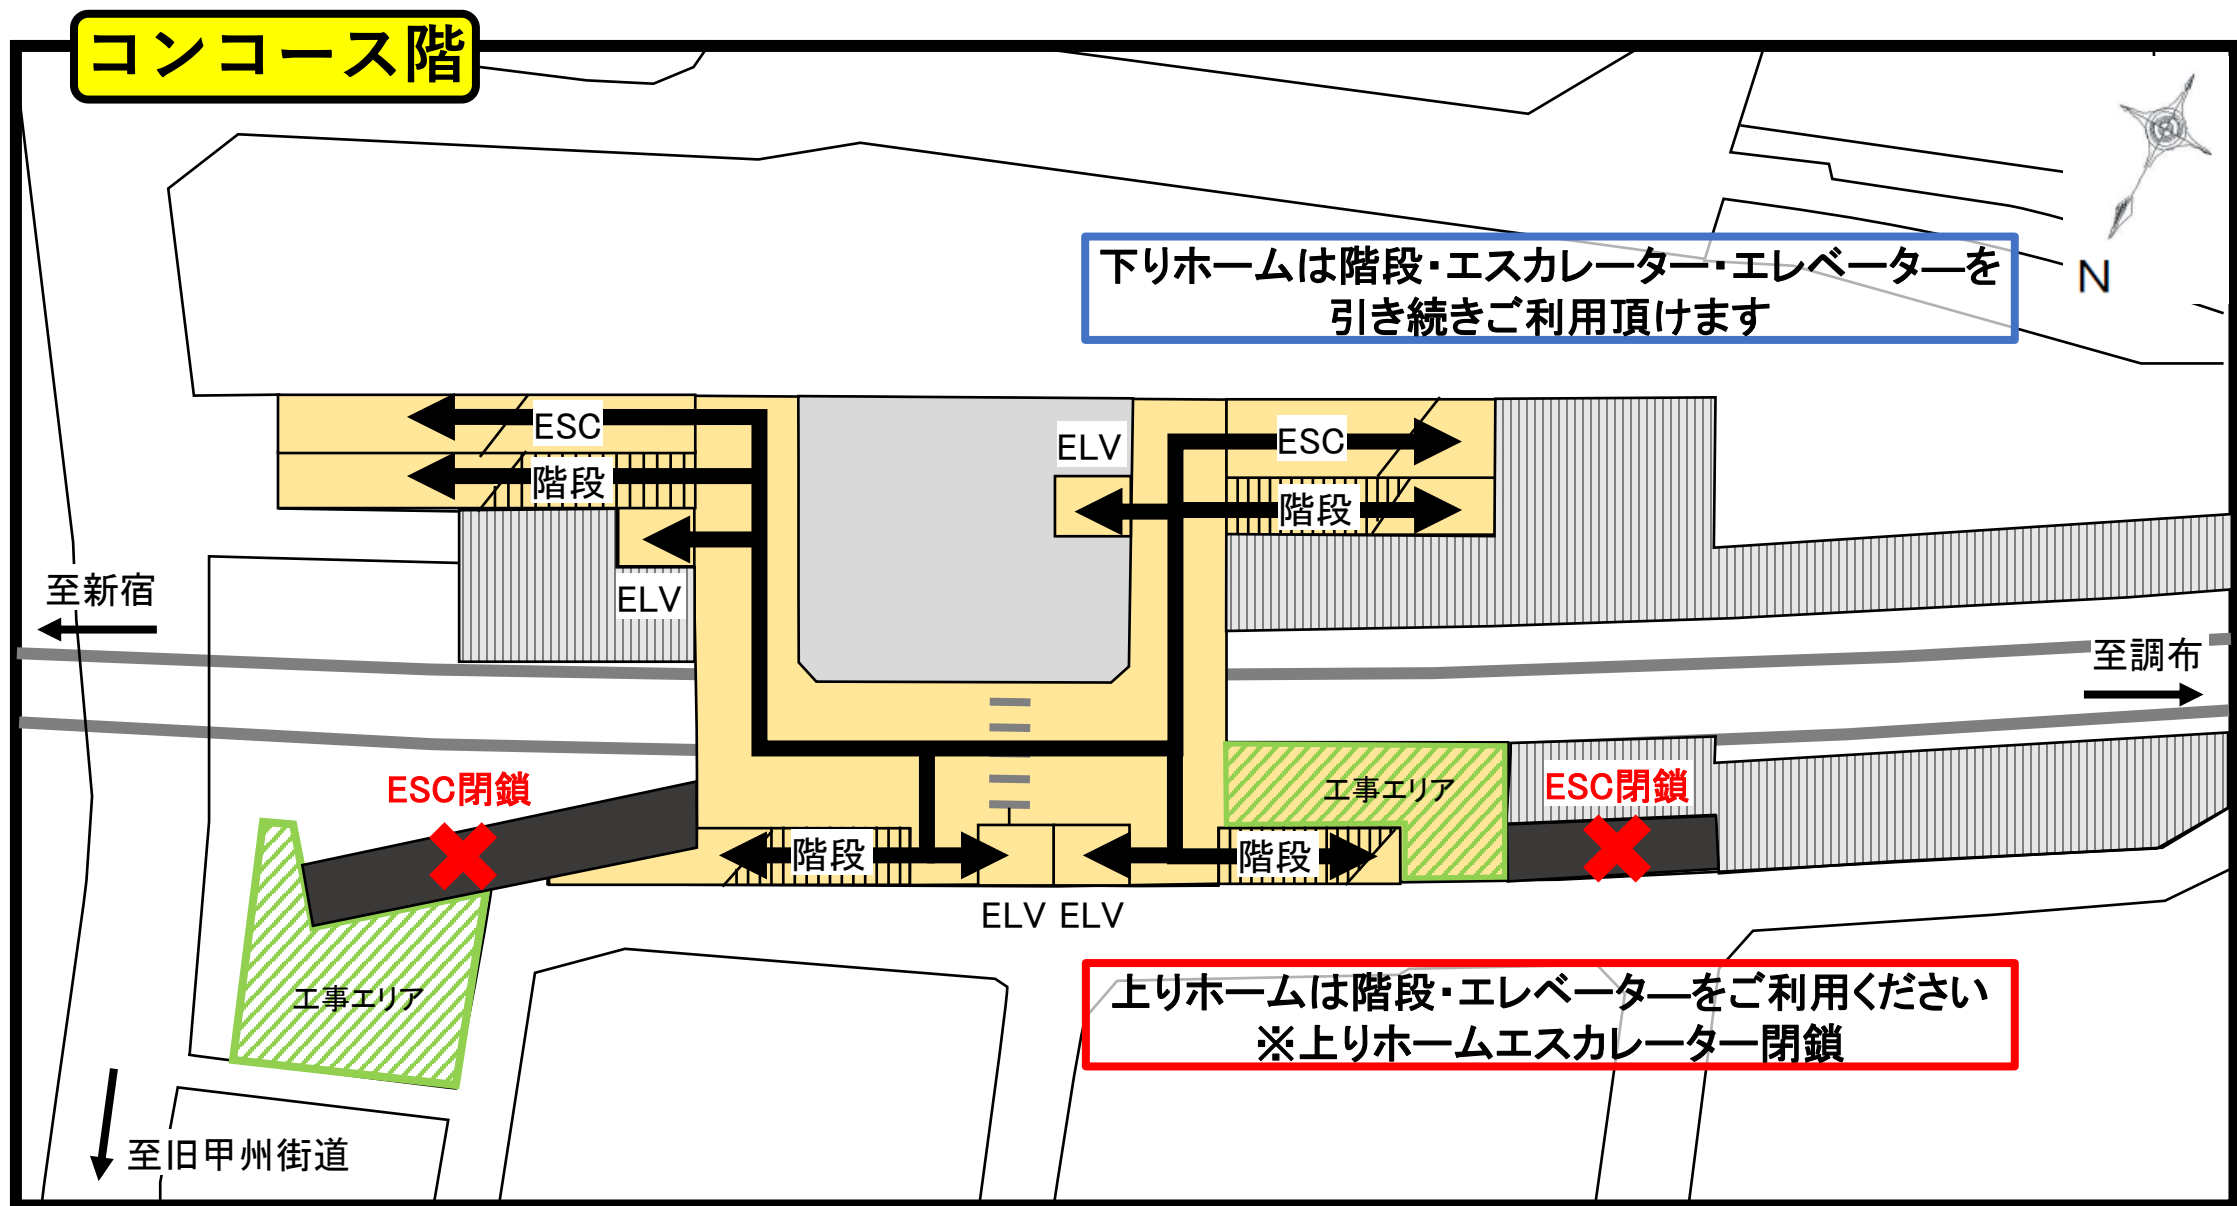 コンコース階
N
下りホームは階段・エスカレーター・エレベーターを
引き続きご利用頂けます
ESC
階段
ELV
ELV
ESC
階段
至新宿
至調布
ESC閉鎖
工事エリア
ESC閉鎖
階段
階段
ELV ELV
工事エリア
上りホームは階段・エレベーターをご利用ください
※上りホームエスカレーター閉鎖
至旧甲州街道